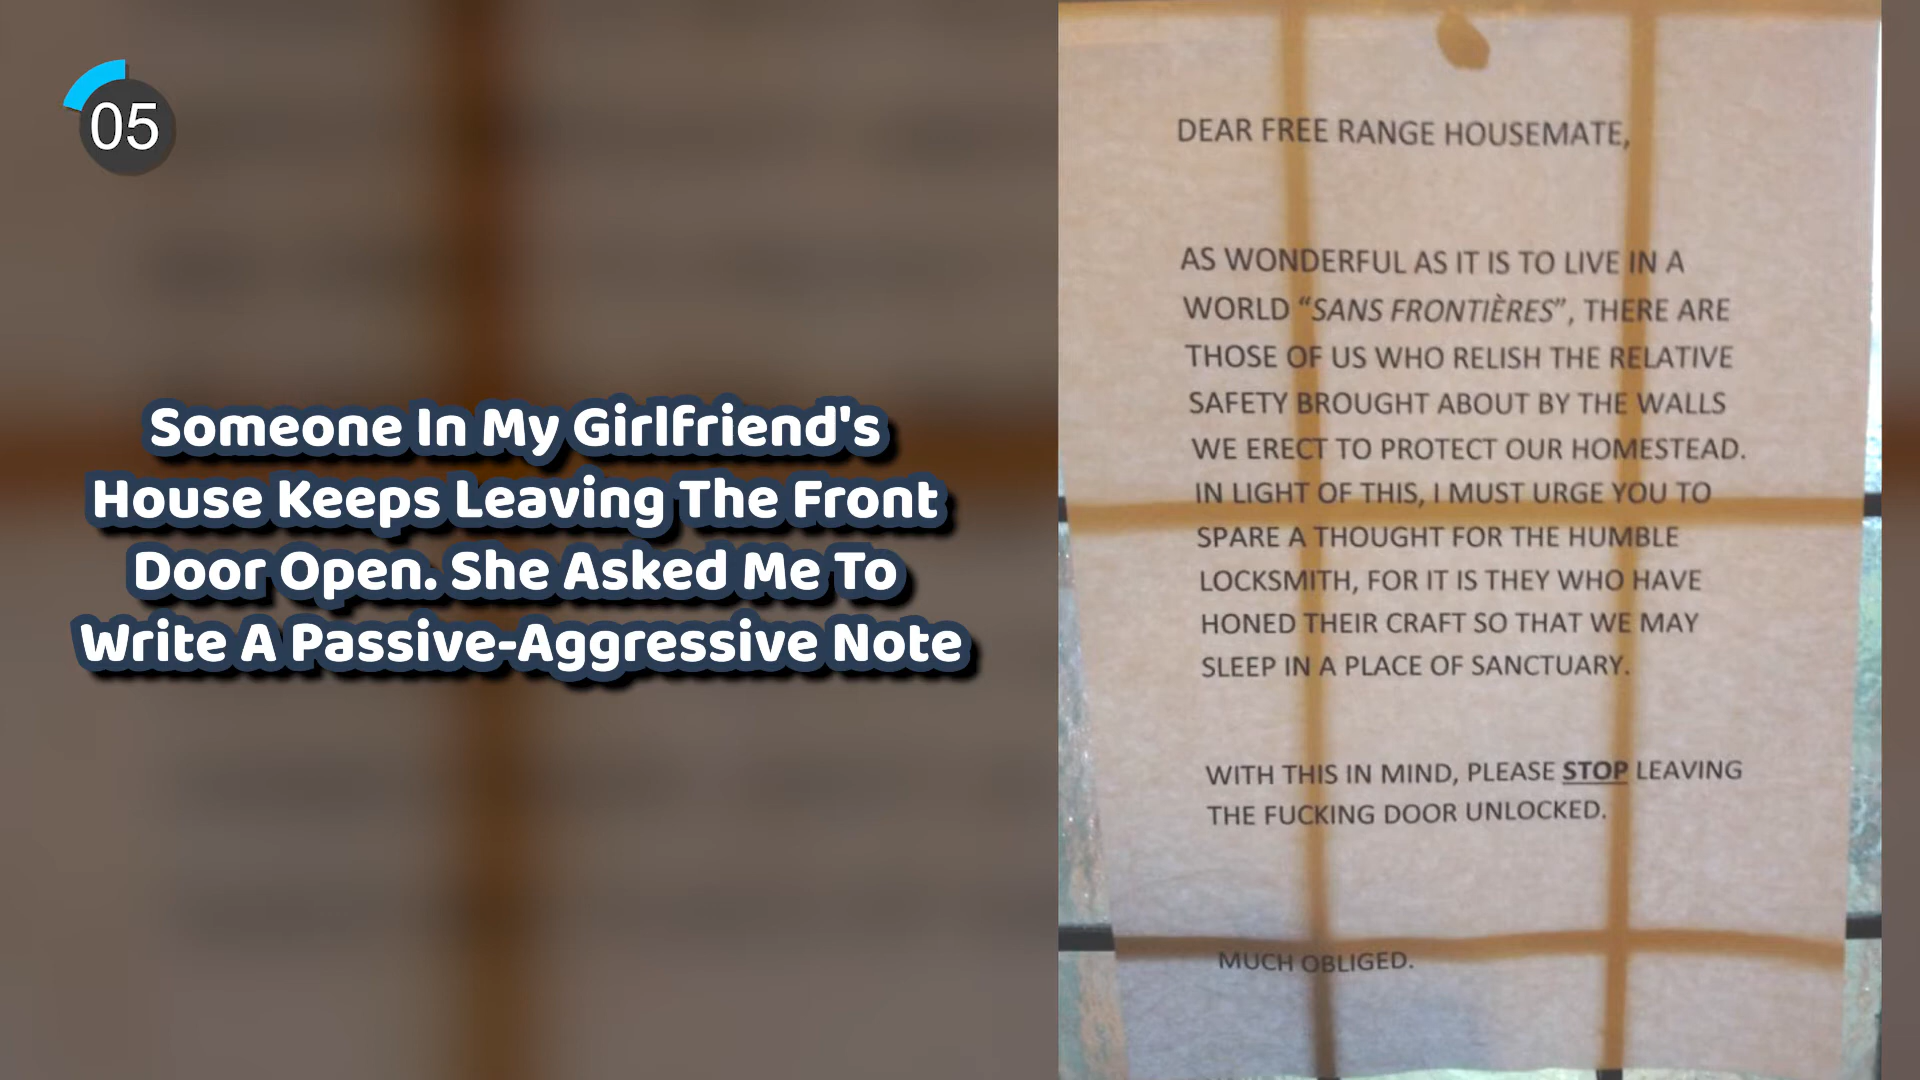 05
Someone In My Girlfriend's
House Keeps Leaving The Front
Door Open. She Asked Me To
Write A Passive-Aggressive Note
DEAR FREE RANGE HOUSEMATE,
AS WONDERFUL AS IT IS TO LIVE IN A
WORLD “SANS FRONTIÈRES”, THERE ARE
THOSE OF US WHO RELISH THE RELATIVE
SAFETY BROUGHT ABOUT BY THE WALLS
WE ERECT TO PROTECT OUR HOMESTEAD.
IN LIGHT OF THIS, I MUST URGE YOU TO
SPARE A THOUGHT FOR THE HUMBLE
LOCKSMITH, FOR IT IS THEY WHO HAVE
HONED THEIR CRAFT SO THAT WE MAY
SLEEP IN A PLACE OF SANCTUARY.
WITH THIS IN MIND, PLEASE STOP LEAVING
THE FUCKING DOOR UNLOCKED.
MUCH OBLIGED.